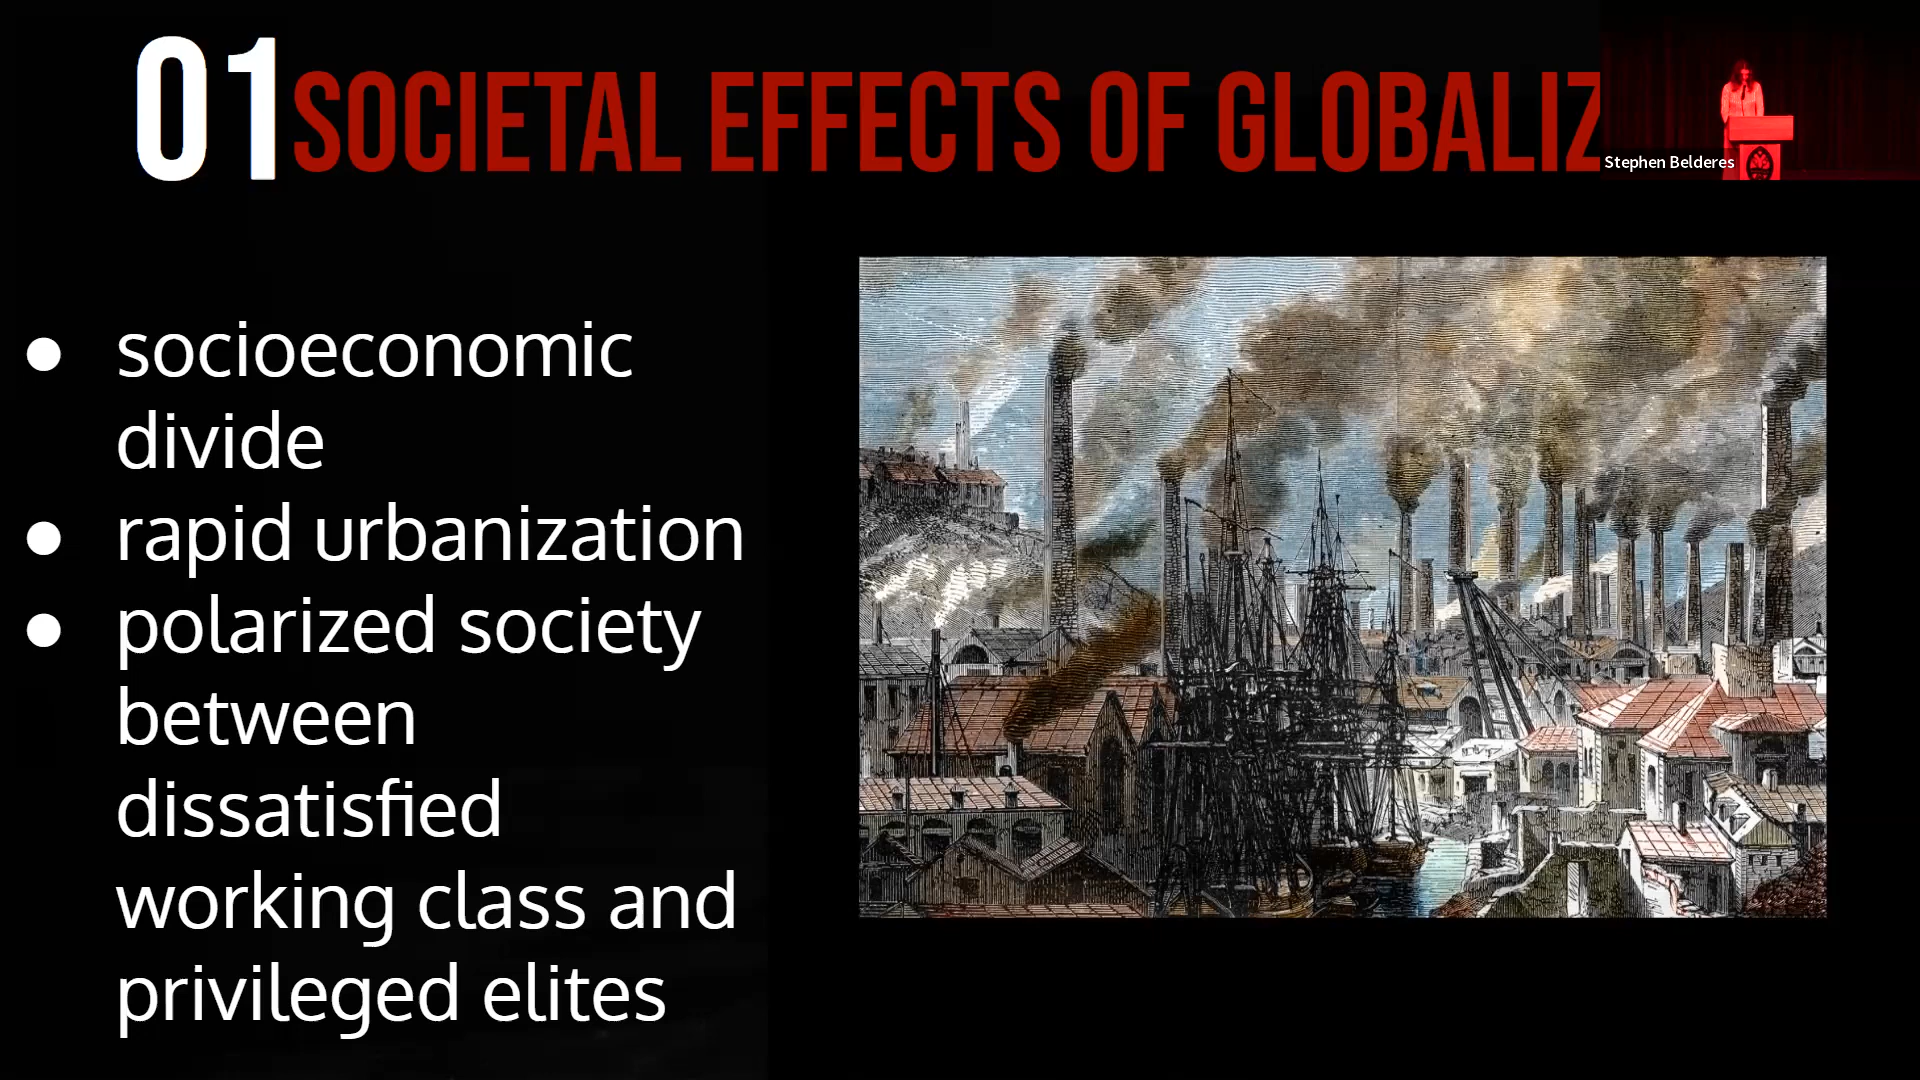 01 SOCIETAL EFFECTS OF GLOBALIZ
Stephen Belderes
● socioeconomic
divide
● rapid urbanization
● polarized society
between
dissatisfied
working class and
privileged elites